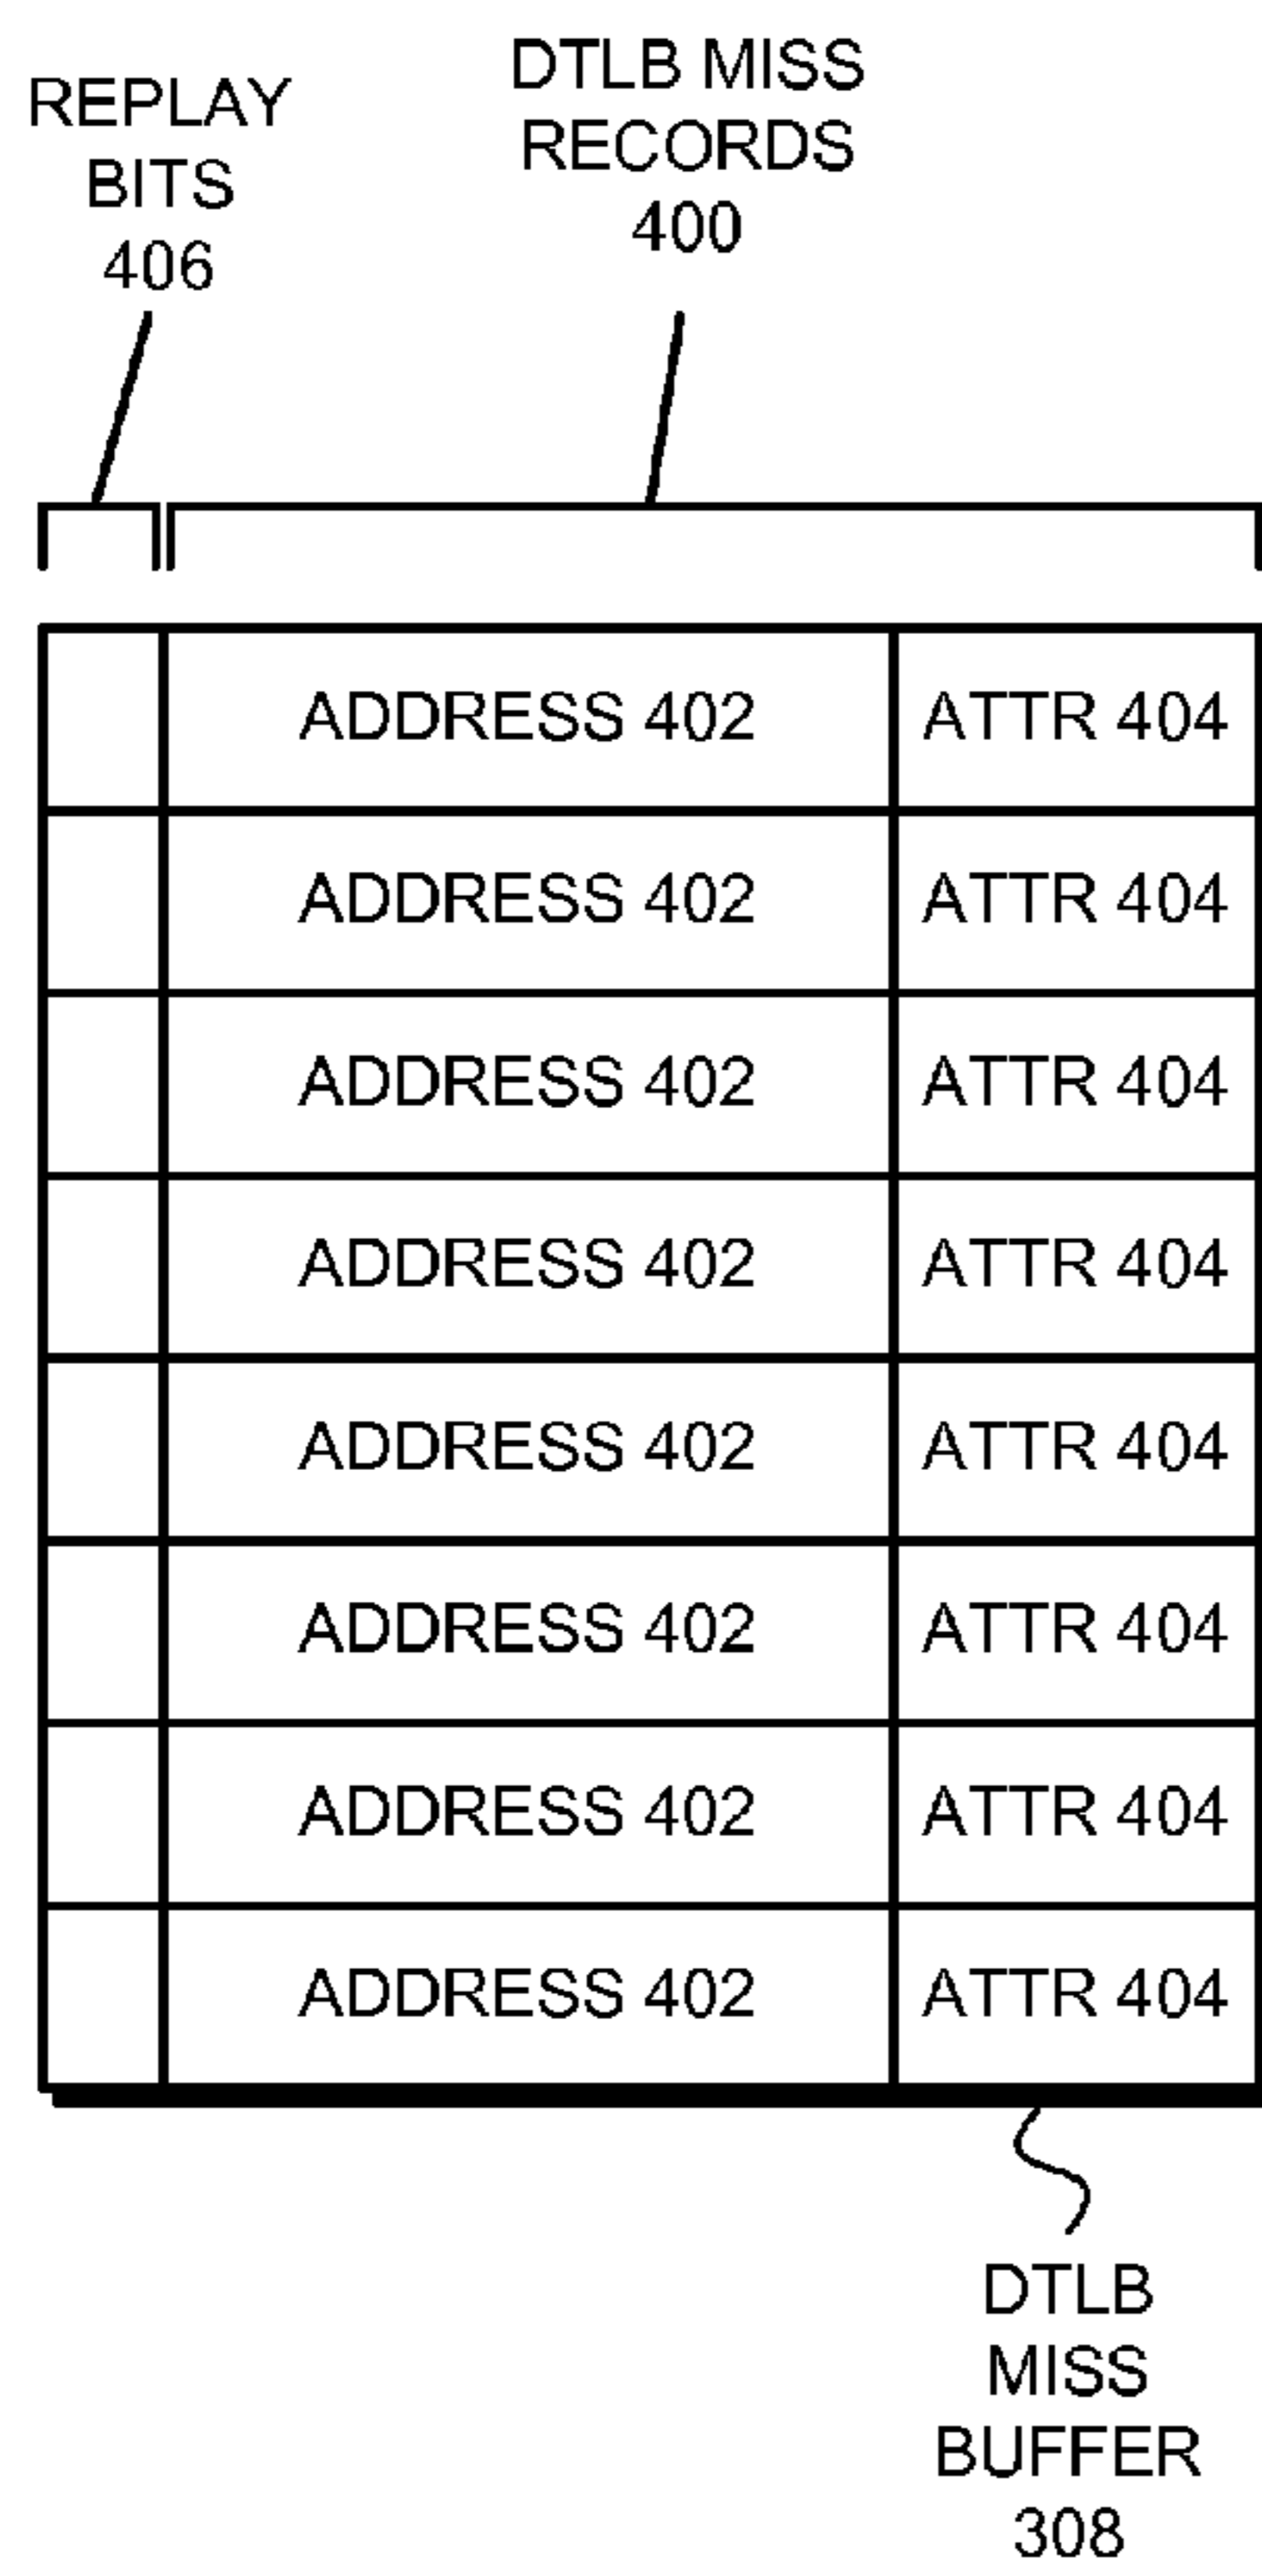 REPLAY
BITS
406
DTLB MISS
RECORDS
400
ADDRESS 402 ATTR 404
ADDRESS 402 ATTR 404
ADDRESS 402 ATTR 404
ADDRESS 402 ATTR 404
ADDRESS 402 ATTR 404
ADDRESS 402 ATTR 404
ADDRESS 402 ATTR 404
ADDRESS 402 ATTR 404
DTLB
MISS
BUFFER
308